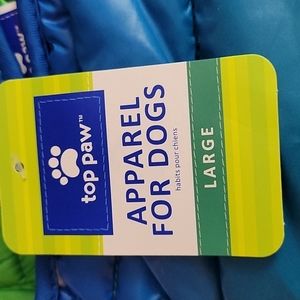 top paw™
APPAREL
FOR DOGS
habits pour chiens
LARGE